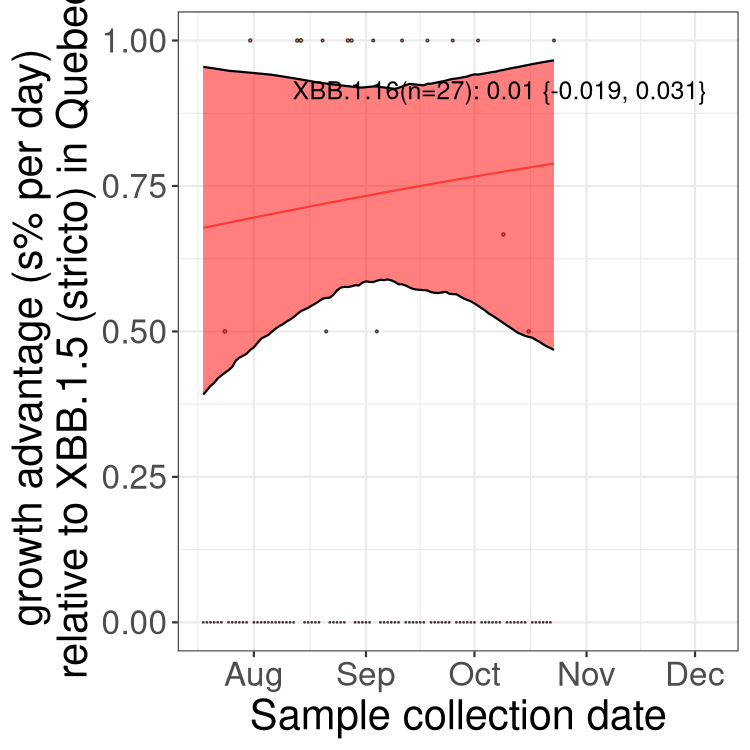 growth advantage (s% per day)
relative to XBB.1.5 (stricto) in Quebec
1.00
0.75
0.50
0.25
0.00
XBB.1.16(n=27): 0.01 {-0.019, 0.031}
Aug Sep Oct Nov Dec
Sample collection date